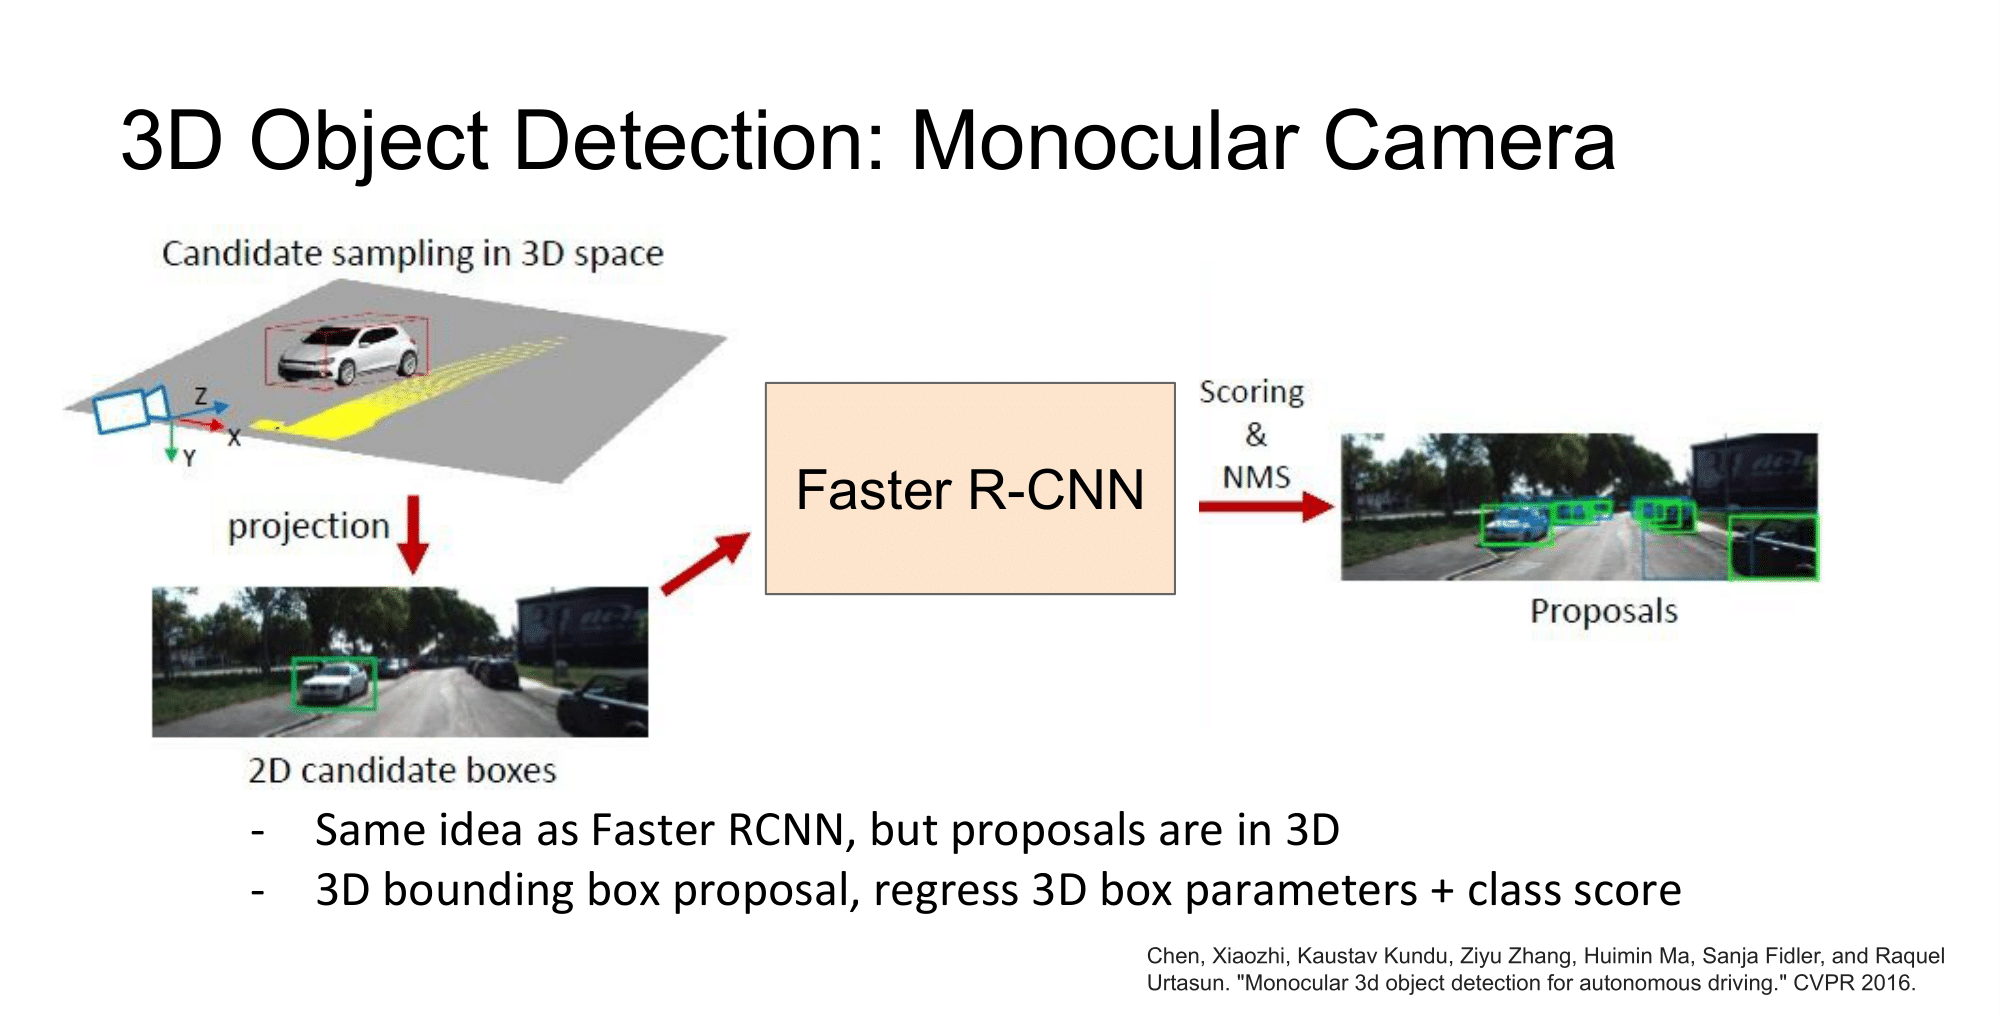 3D Object Detection: Monocular Camera
Candidate sampling in 3D space
Z
X
Y
projection
2D candidate boxes
Faster R-CNN
Scoring
&
NMS
Proposals
- Same idea as Faster RCNN, but proposals are in 3D
- 3D bounding box proposal, regress 3D box parameters + class score
Chen, Xiaozhi, Kaustav Kundu, Ziyu Zhang, Huimin Ma, Sanja Fidler, and Raquel
Urtasun. "Monocular 3d object detection for autonomous driving." CVPR 2016.